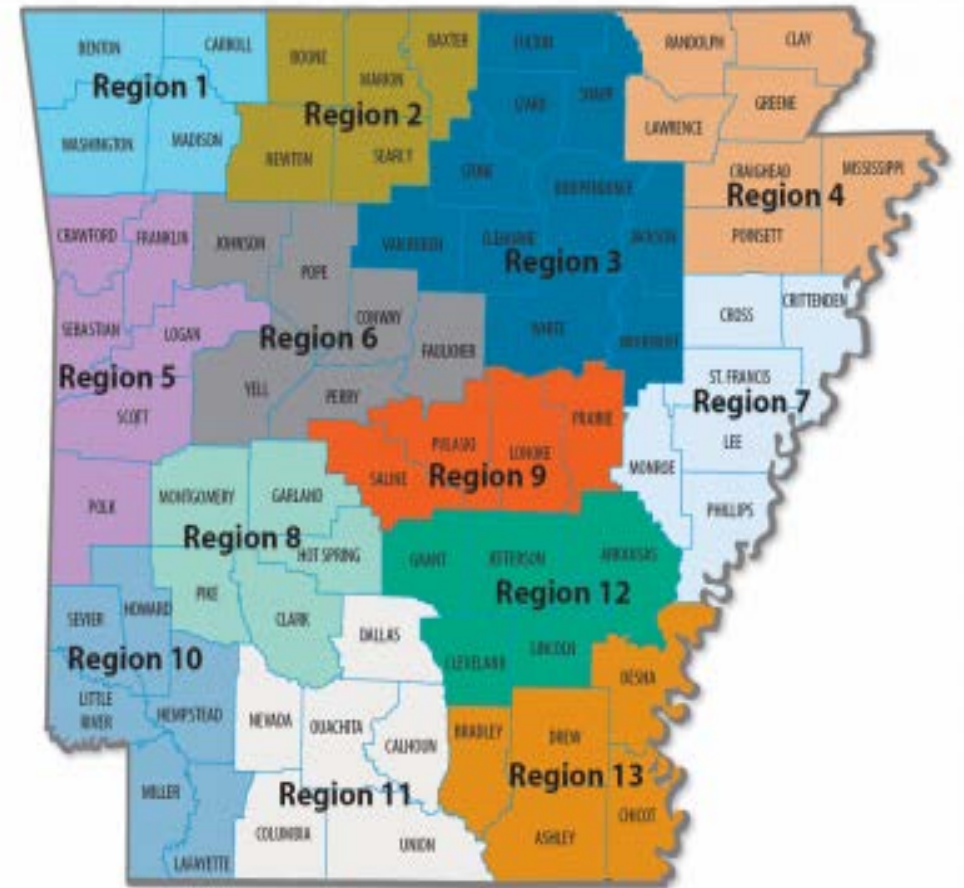 BENTON
CARROLL
Region 1
WASHINGTON
MADISON
BOONE
BAXTER
MARION
Region 2
NEWTON
SEARLY
FULTON
IZARD
SHARP
STONE
INDEPENDENCE
VAN BUREN
CLEBURNE
JACKSON
Region 3
WHITE
WOODRUFF
RANDOLPH
CLAY
GREENE
LAWRENCE
CRAIGHEAD
MISSISSIPPI
Region 4
POINSETT
CRAWFORD
FRANKLIN
SEBASTIAN
LOGAN
Region 5
SCOTT
POLK
JOHNSON
POPE
CONWAY
Region 6
FAULKNER
YELL
PERRY
CROSS
CRITTENDEN
ST. FRANCIS
Region 7
LEE
MONROE
PHILLIPS
MONTGOMERY
GARLAND
Region 8
HOT SPRING
PIKE
CLARK
PRAIRIE
PULASKI
LONOKE
SALINE
Region 9
SEVIER
HOWARD
Region 10
LITTLE
RIVER
HEMPSTEAD
MILLER
LAFAYETTE
DALLAS
NEVADA
OUACHITA
CALHOUN
Region 11
COLUMBIA
UNION
GRANT
JEFFERSON
ARKANSAS
Region 12
CLEVELAND
LINCOLN
DESHA
BRADLEY
DREW
Region 13
CHICOT
ASHLEY